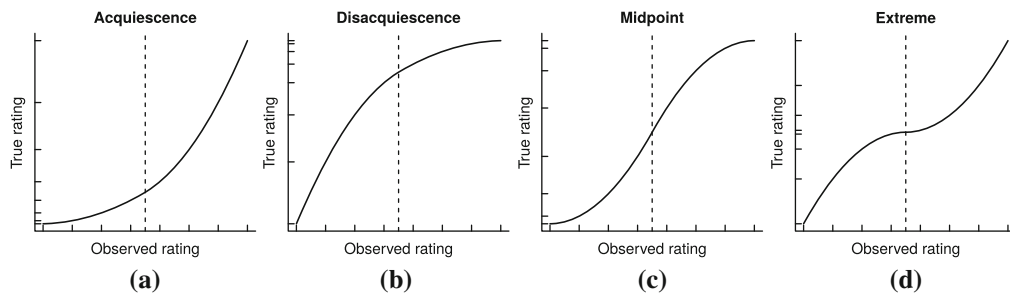 Acquiescence
True rating
Observed rating
(a)
Disacquiescence
True rating
Observed rating
(b)
Midpoint
True rating
Observed rating
(c)
Extreme
True rating
Observed rating
(d)